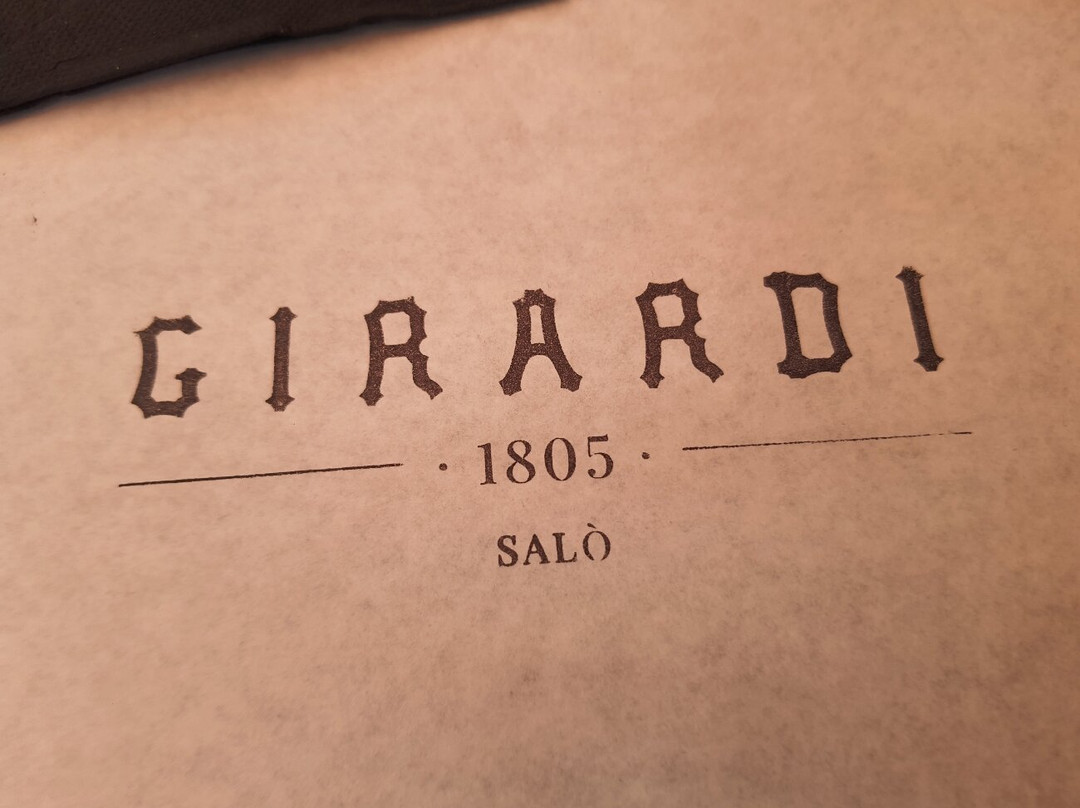 GIRARDI
· 1805 ·
SALÒ